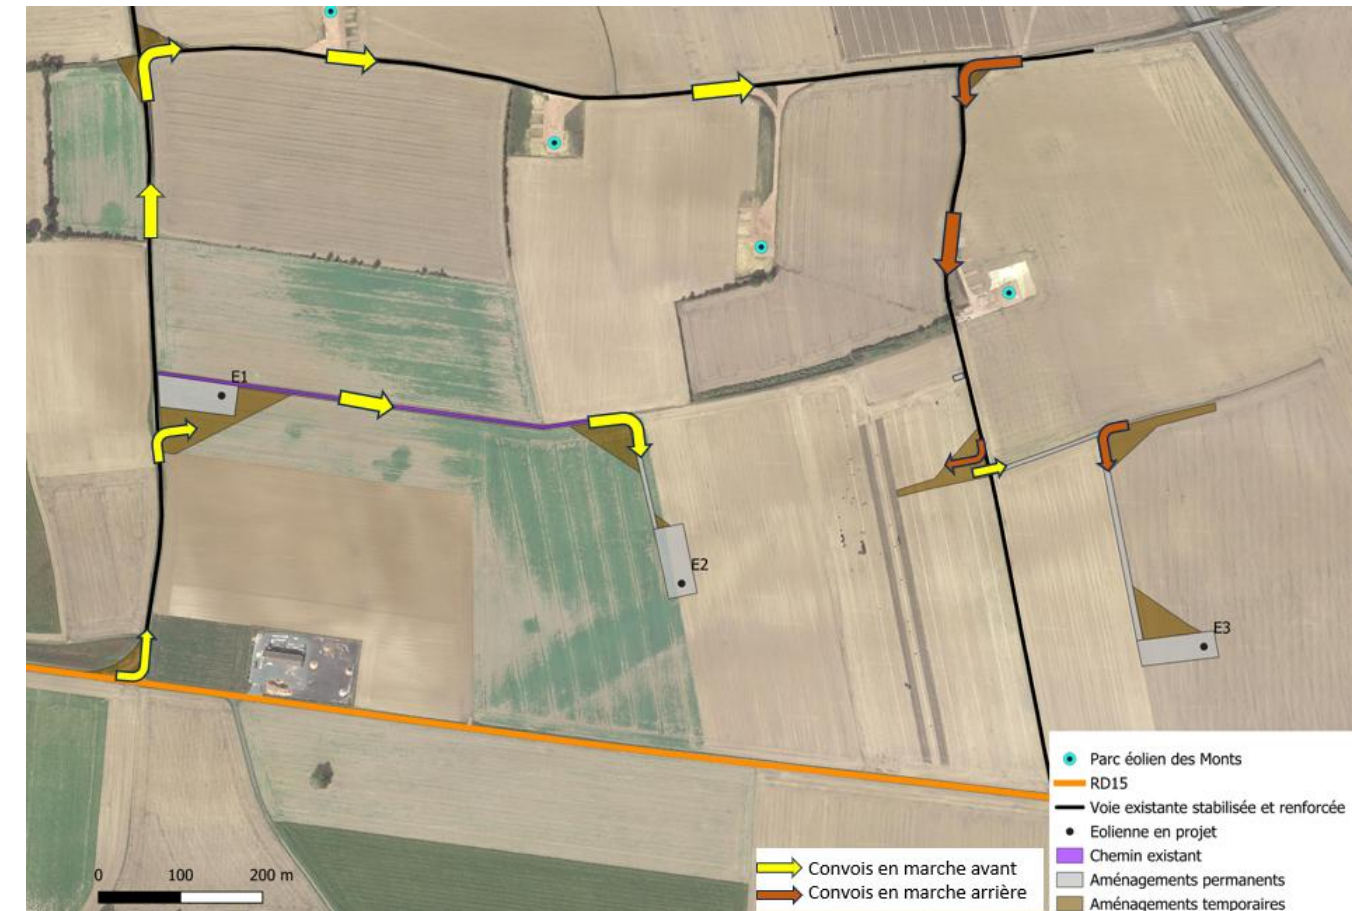 E1
E2
E3
0 100 200 m
Convois en marche avant
Convois en marche arrière
Parc éolien des Monts
RD15
Voie existante stabilisée et renforcée
Eolienne en projet
Chemin existant
Aménagements permanents
Aménagements temporaires